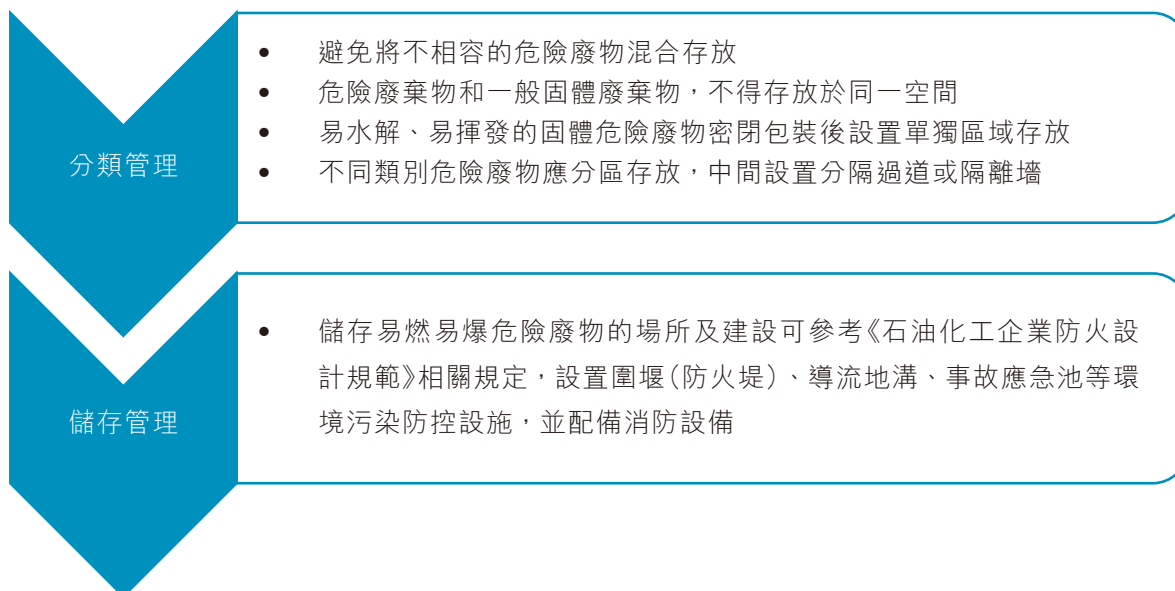 分類管理
• 避免將不相容的危險廢物混合存放
• 危險廢棄物和一般固體廢棄物，不得存放於同一空間
• 易水解、易揮發的固體危險廢物密閉包裝後設置單獨區域存放
• 不同類別危險廢物應分區存放，中間設置分隔過道或隔離墻
儲存管理
• 儲存易燃易爆危險廢物的場所及建設可參考《石油化工企業防火設
計規範》相關規定，設置圍堰（防火堤）、導流地溝、事故應急池等環
境污染防控設施，並配備消防設備